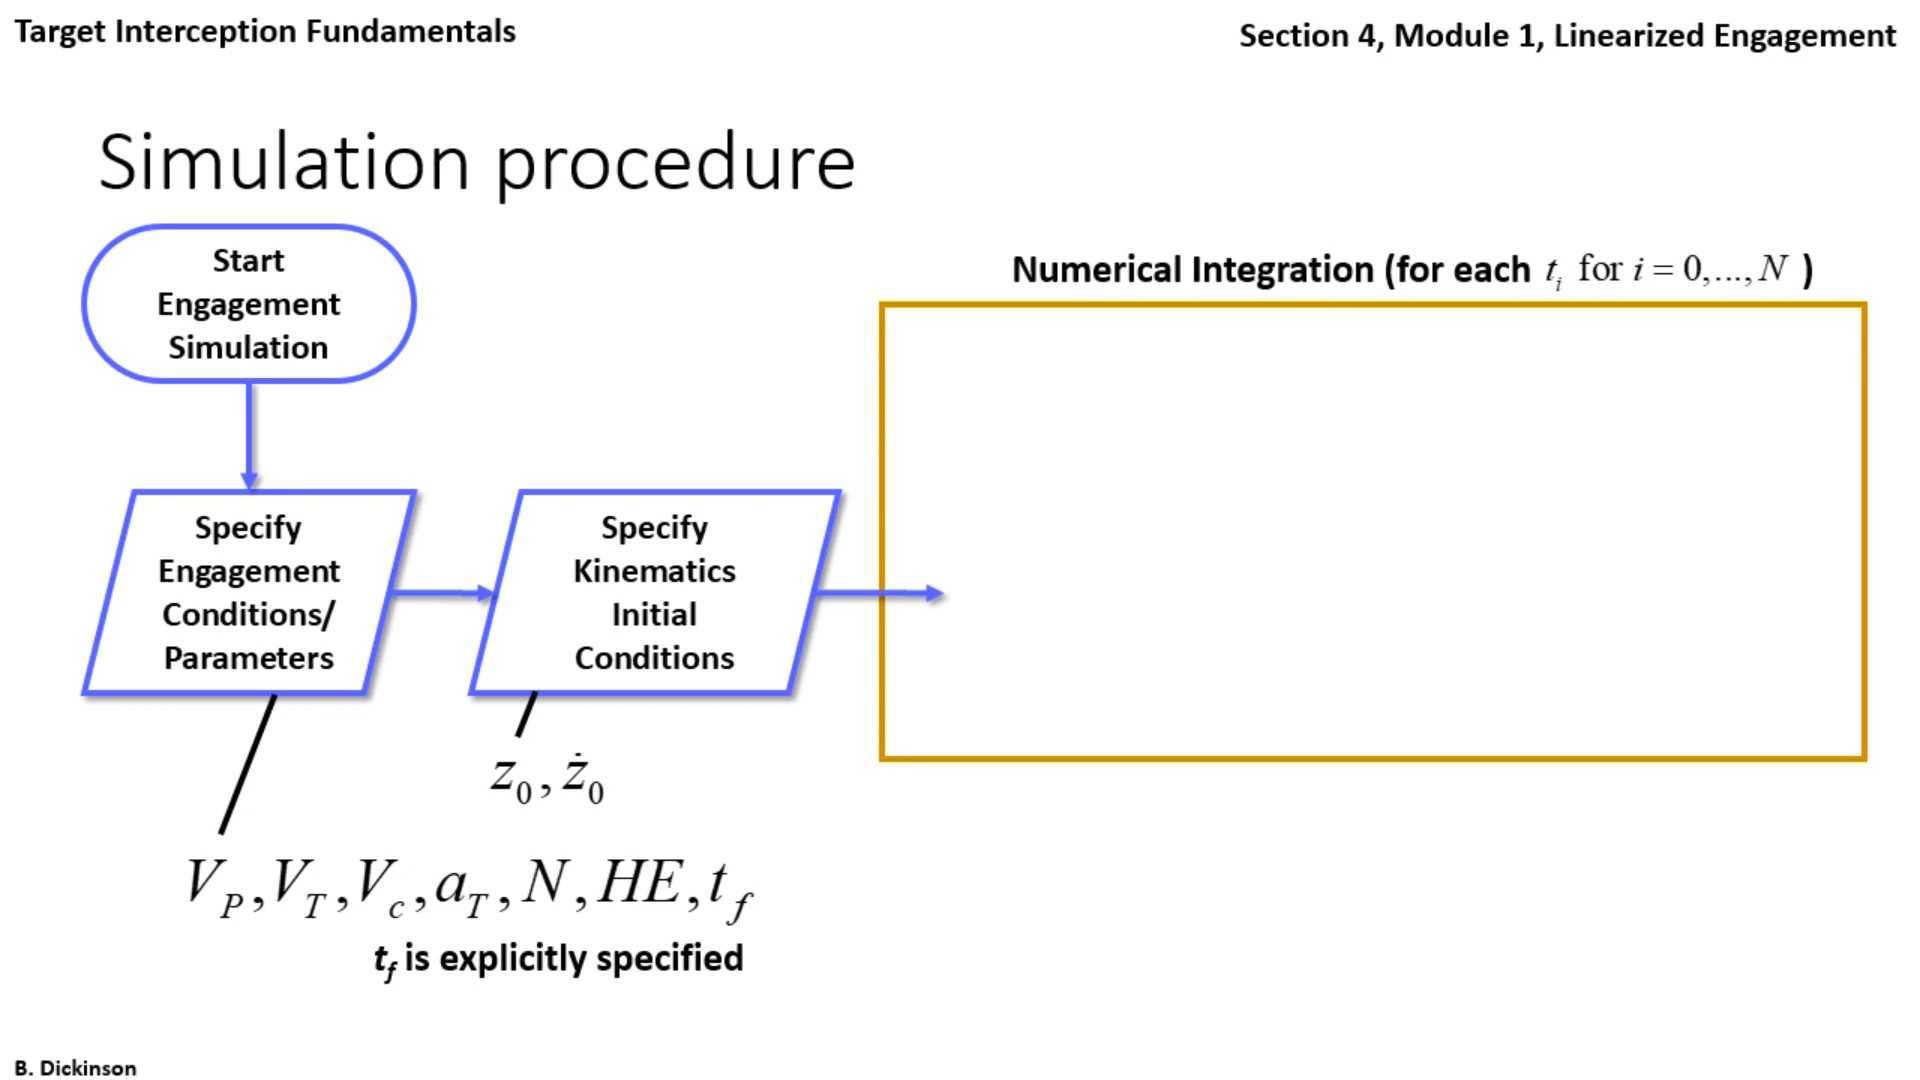 Target Interception Fundamentals
Section 4, Module 1, Linearized Engagement
Simulation procedure
Start
Engagement
Simulation
Numerical Integration (for each t_i for i = 0,..., N )
Specify
Engagement
Conditions/
Parameters
Specify
Kinematics
Initial
Conditions
z_0, ż_0
V_P, V_T, V_c, a_T, N, HE, t_f
t_f is explicitly specified
B. Dickinson